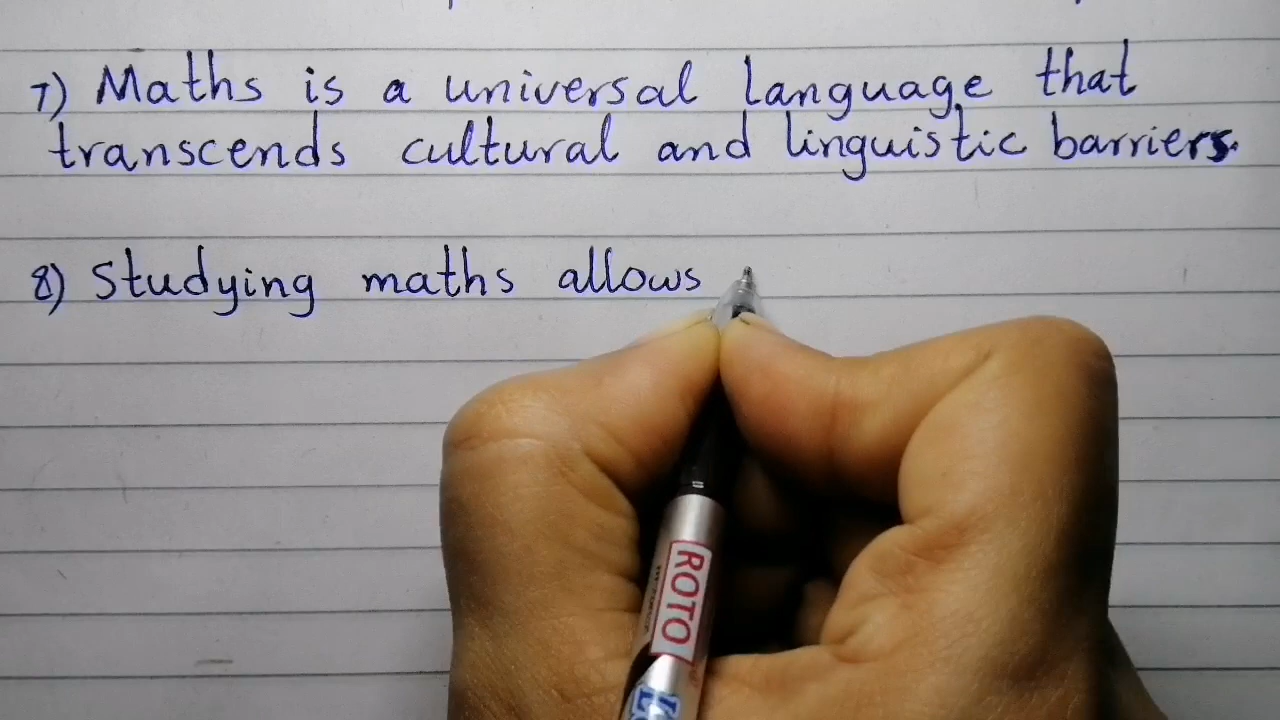 7) Maths is a universal language that
transcends cultural and linguistic barriers.
8) Studying maths allows
ROTO